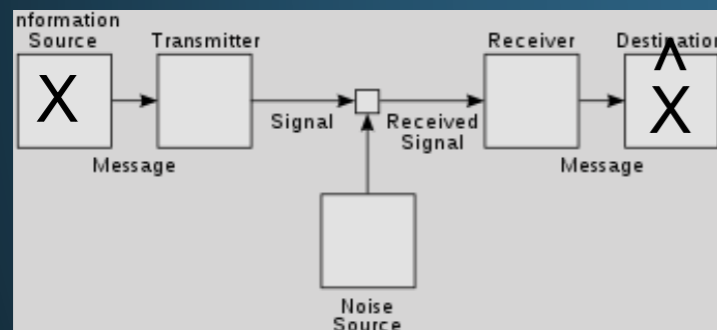 nformation
Source
Transmitter
Receiver
Destination
X
^
X
Signal
Received
Signal
Message
Message
Noise
Source